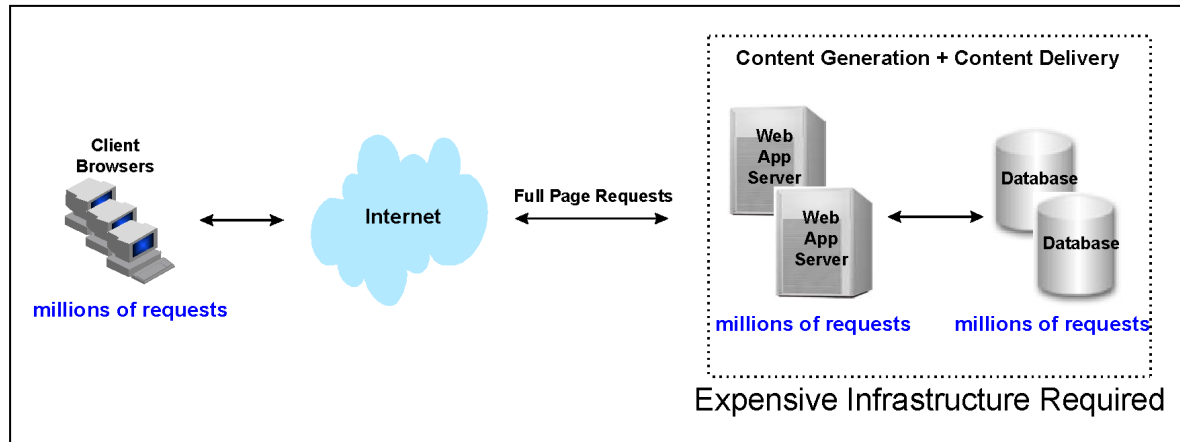 Content Generation + Content Delivery
Client
Browsers
Internet
Full Page Requests
Web
App
Server
Web
App
Server
Database
Database
millions of requests
millions of requests
millions of requests
Expensive Infrastructure Required